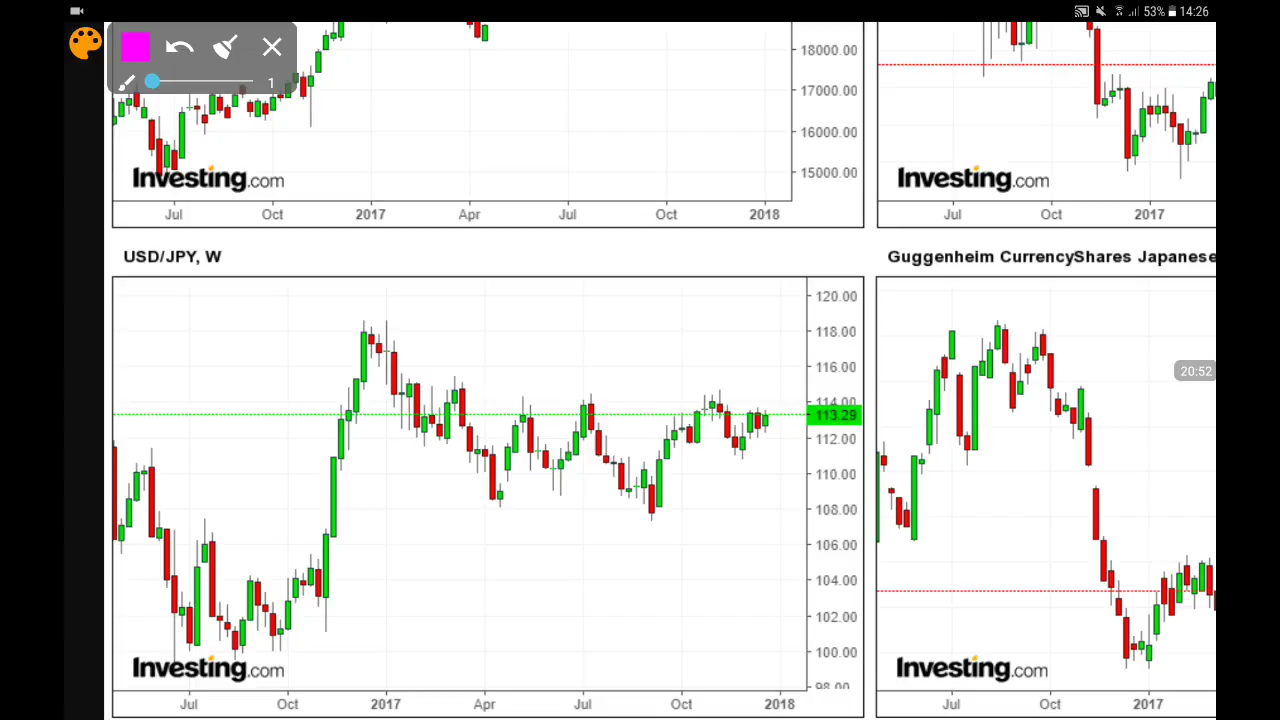 53% 14:26
1
18000.00
17000.00
16000.00
15000.00
Investing.com
Jul Oct 2017 Apr Jul Oct 2018
Investing.com
Jul Oct 2017
USD/JPY, W
120.00
118.00
116.00
114.00
113.29
112.00
110.00
108.00
106.00
104.00
102.00
100.00
98.00
Investing.com
Jul Oct 2017 Apr Jul Oct 2018
Guggenheim CurrencyShares Japanese
20:52
Investing.com
Jul Oct 2017